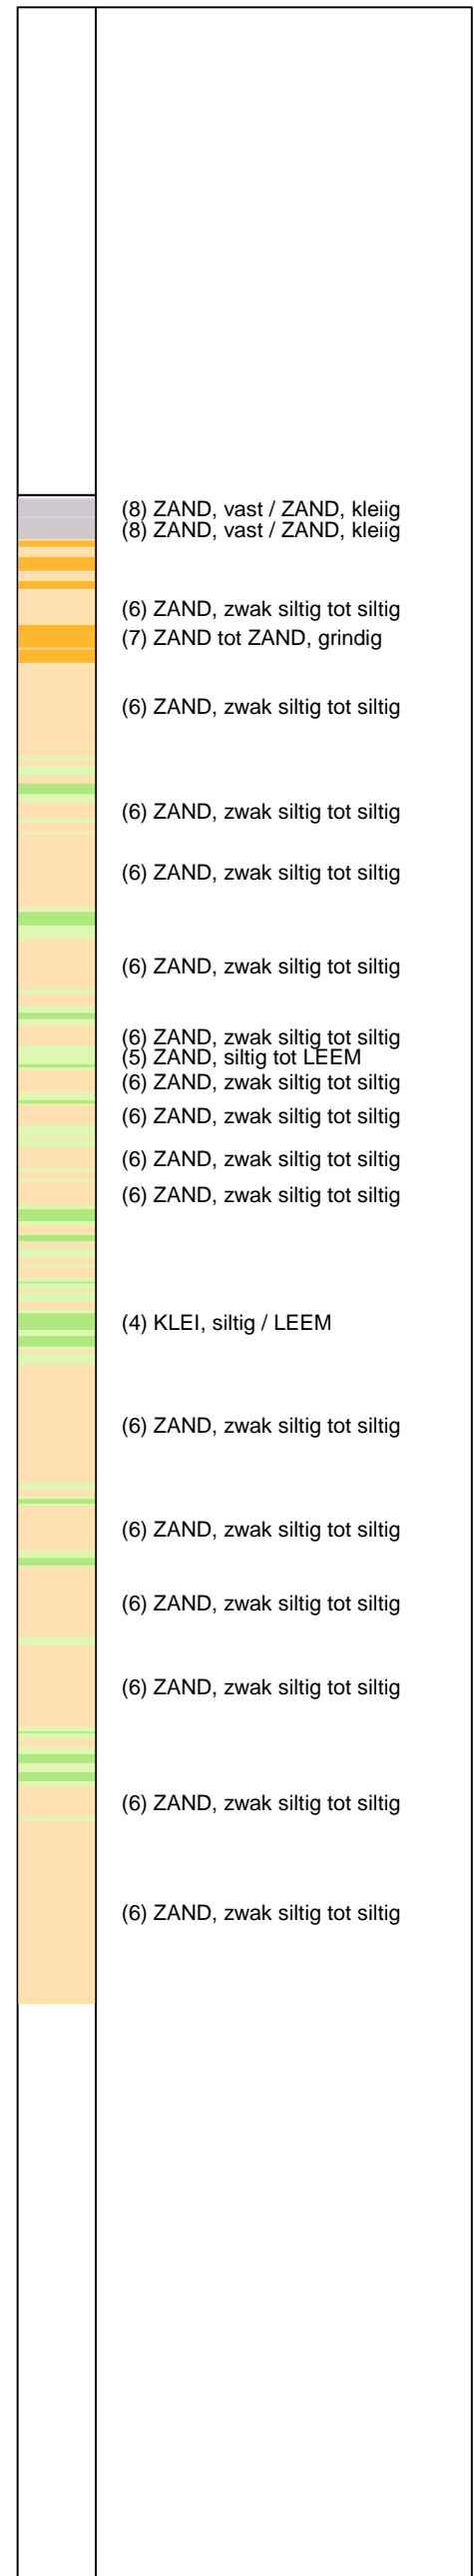 (8) ZAND, vast / ZAND, kleiig
(8) ZAND, vast / ZAND, kleiig
(6) ZAND, zwak siltig tot siltig
(7) ZAND tot ZAND, grindig
(6) ZAND, zwak siltig tot siltig
(6) ZAND, zwak siltig tot siltig
(6) ZAND, zwak siltig tot siltig
(6) ZAND, zwak siltig tot siltig
(6) ZAND, zwak siltig tot siltig
(5) ZAND, siltig tot LEEM
(6) ZAND, zwak siltig tot siltig
(6) ZAND, zwak siltig tot siltig
(6) ZAND, zwak siltig tot siltig
(6) ZAND, zwak siltig tot siltig
(4) KLEI, siltig / LEEM
(6) ZAND, zwak siltig tot siltig
(6) ZAND, zwak siltig tot siltig
(6) ZAND, zwak siltig tot siltig
(6) ZAND, zwak siltig tot siltig
(6) ZAND, zwak siltig tot siltig
(6) ZAND, zwak siltig tot siltig